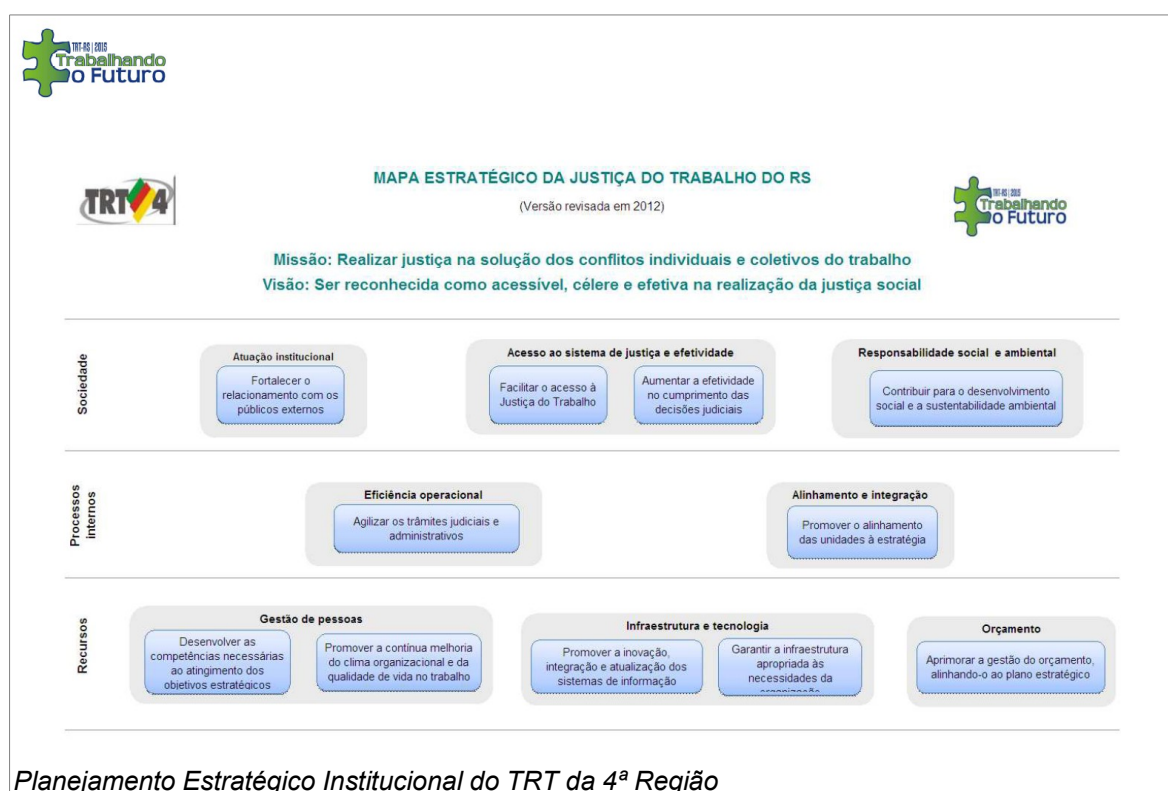 TRT-RS | 2015
Trabalhando
o Futuro
TRT 4
MAPA ESTRATÉGICO DA JUSTIÇA DO TRABALHO DO RS
(Versão revisada em 2012)
TRT-RS | 2015
Trabalhando
o Futuro
Missão: Realizar justiça na solução dos conflitos individuais e coletivos do trabalho
Visão: Ser reconhecida como acessível, célere e efetiva na realização da justiça social
Sociedade
Atuação institucional
Fortalecer o
relacionamento com os
públicos externos
Acesso ao sistema de justiça e efetividade
Facilitar o acesso à
Justiça do Trabalho
Aumentar a efetividade
no cumprimento das
decisões judiciais
Responsabilidade social e ambiental
Contribuir para o desenvolvimento
social e a sustentabilidade ambiental
Processos
internos
Eficiência operacional
Agilizar os trâmites judiciais e
administrativos
Alinhamento e integração
Promover o alinhamento
das unidades à estratégia
Recursos
Gestão de pessoas
Desenvolver as
competências necessárias
ao atingimento dos
objetivos estratégicos
Promover a contínua melhoria
do clima organizacional e da
qualidade de vida no trabalho
Infraestrutura e tecnologia
Promover a inovação,
integração e atualização dos
sistemas de informação
Garantir a infraestrutura
apropriada às
necessidades da
organização
Orçamento
Aprimorar a gestão do orçamento,
alinhando-o ao plano estratégico
Planejamento Estratégico Institucional do TRT da 4ª Região